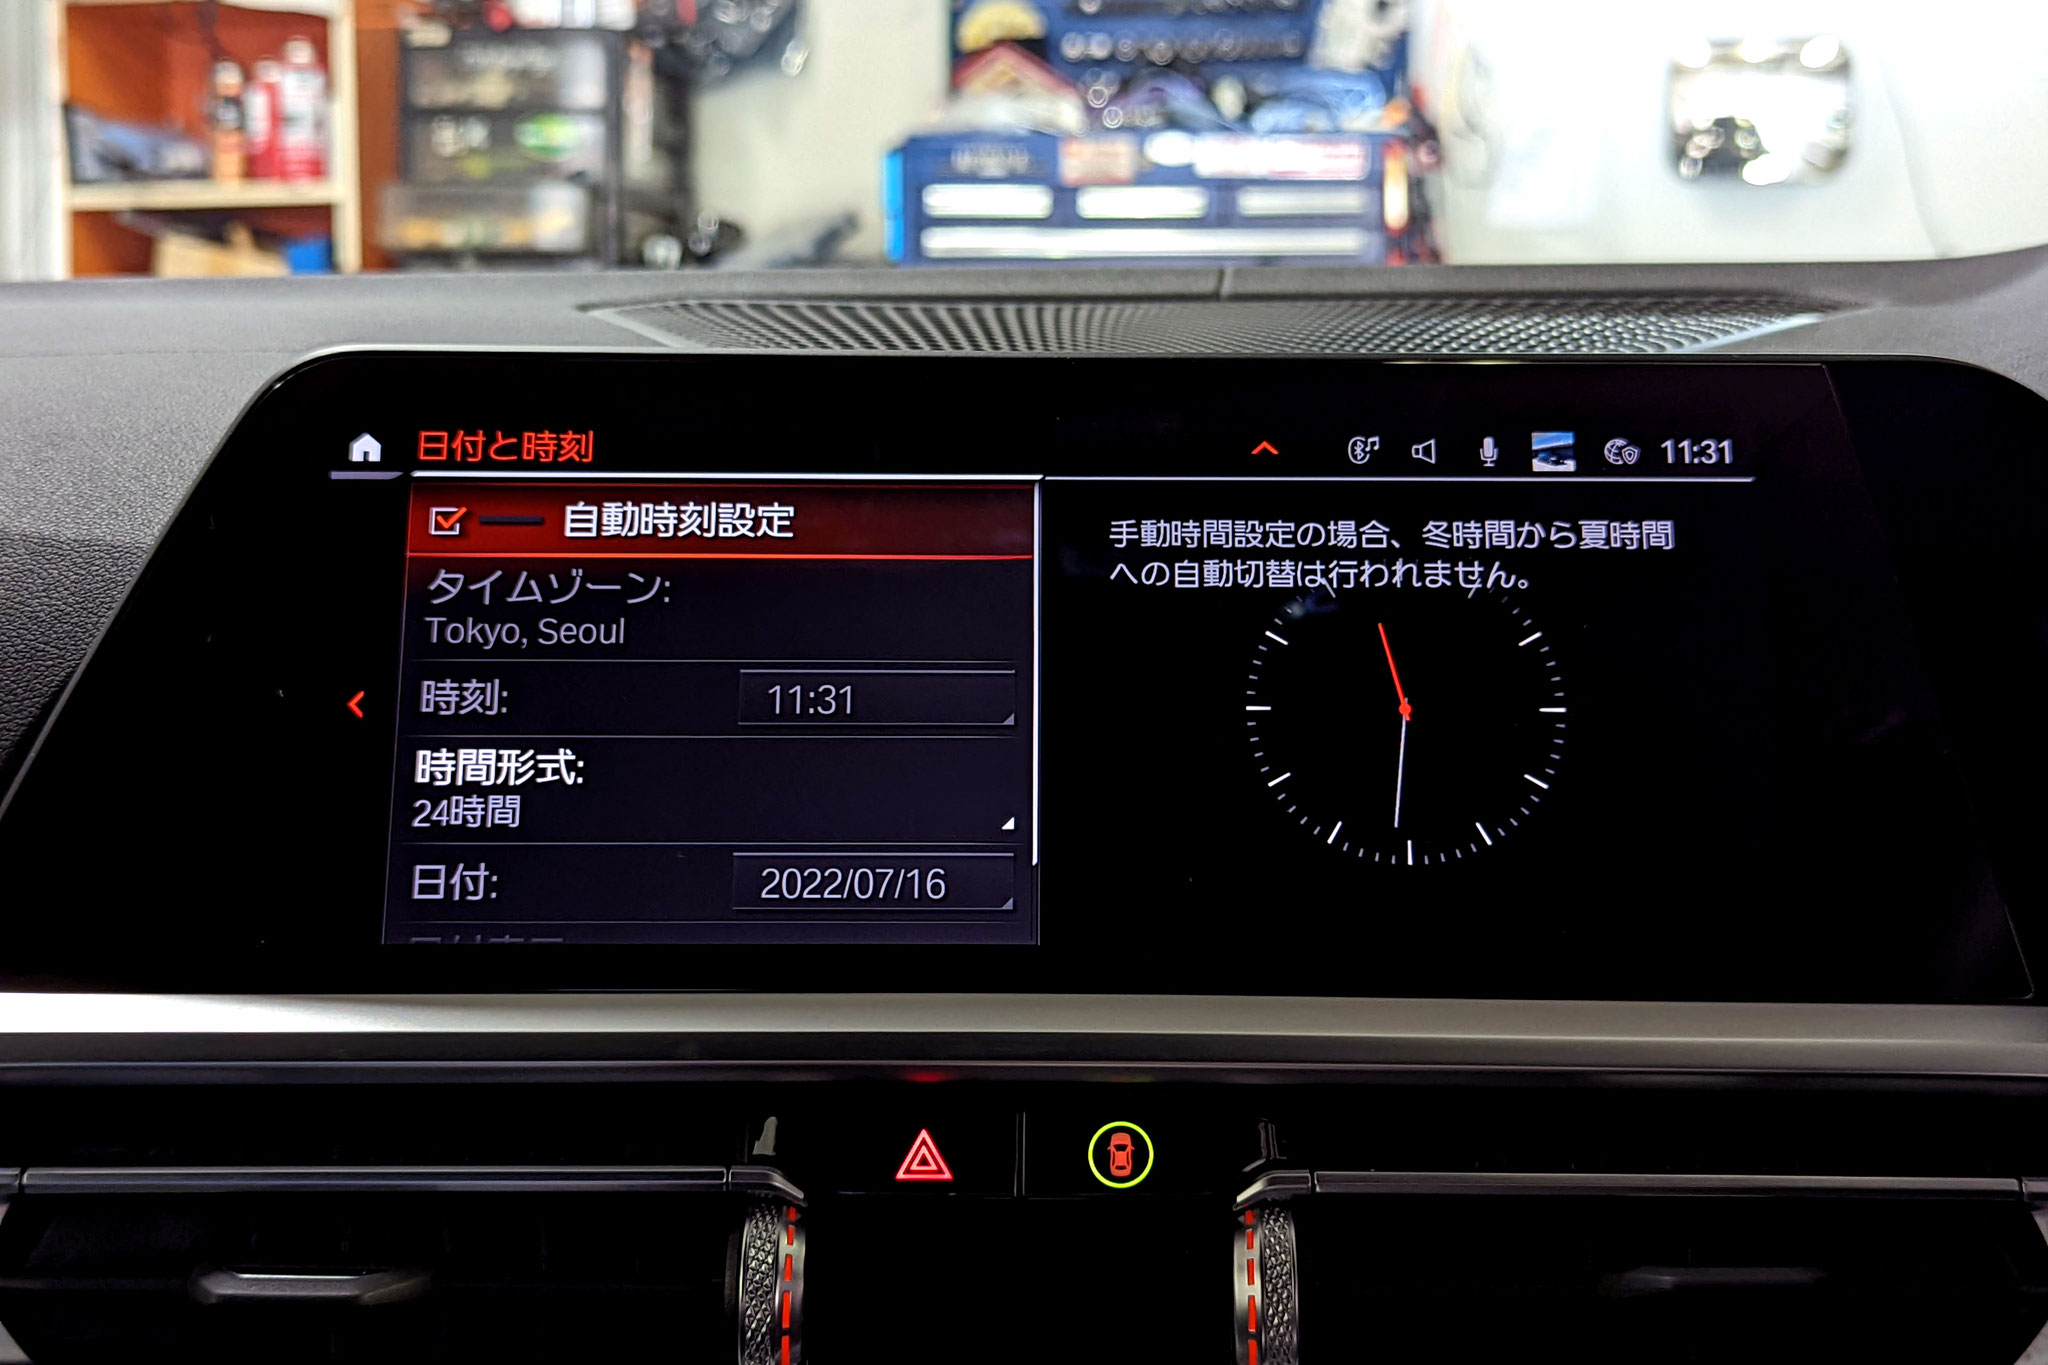 日付と時刻
11:31
自動時刻設定
タイムゾーン:
Tokyo, Seoul
時刻: 11:31
時間形式:
24時間
日付: 2022/07/16
手動時間設定の場合、冬時間から夏時間
への自動切替は行われません。